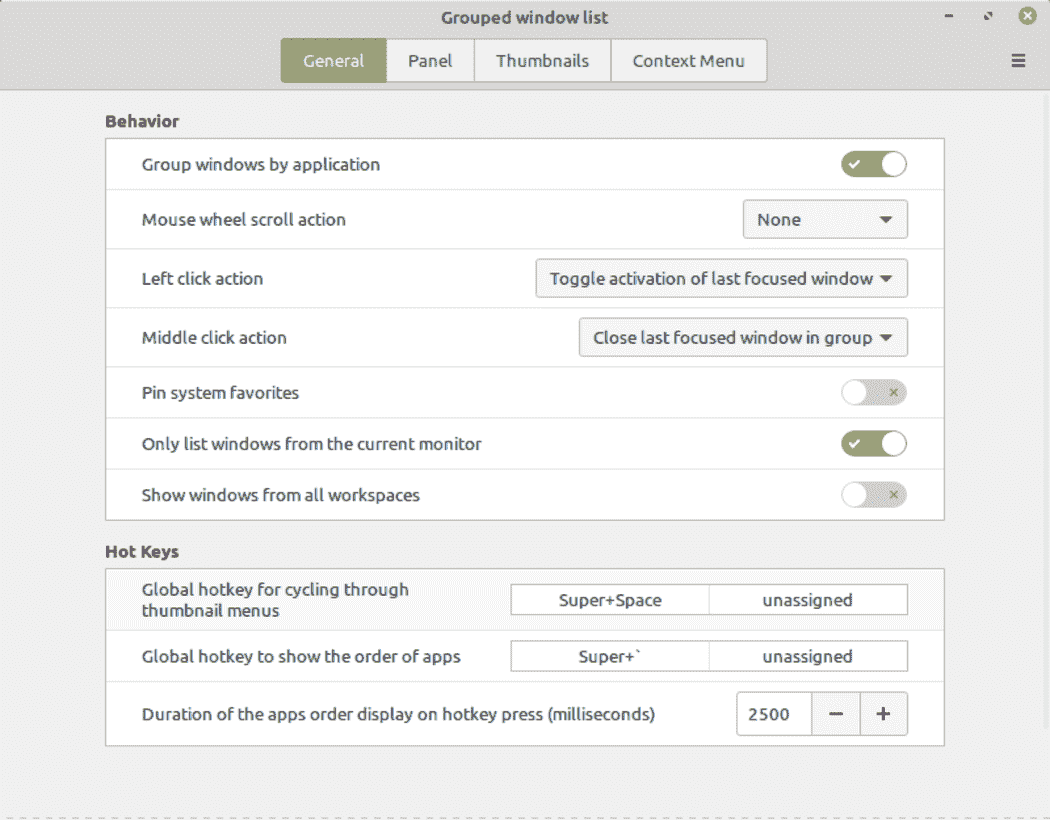 Grouped window list
General Panel Thumbnails Context Menu
Behavior
Group windows by application
Mouse wheel scroll action None
Left click action Toggle activation of last focused window
Middle click action Close last focused window in group
Pin system favorites
Only list windows from the current monitor
Show windows from all workspaces
Hot Keys
Global hotkey for cycling through
thumbnail menus
Super+Space unassigned
Global hotkey to show the order of apps Super+` unassigned
Duration of the apps order display on hotkey press (milliseconds) 2500